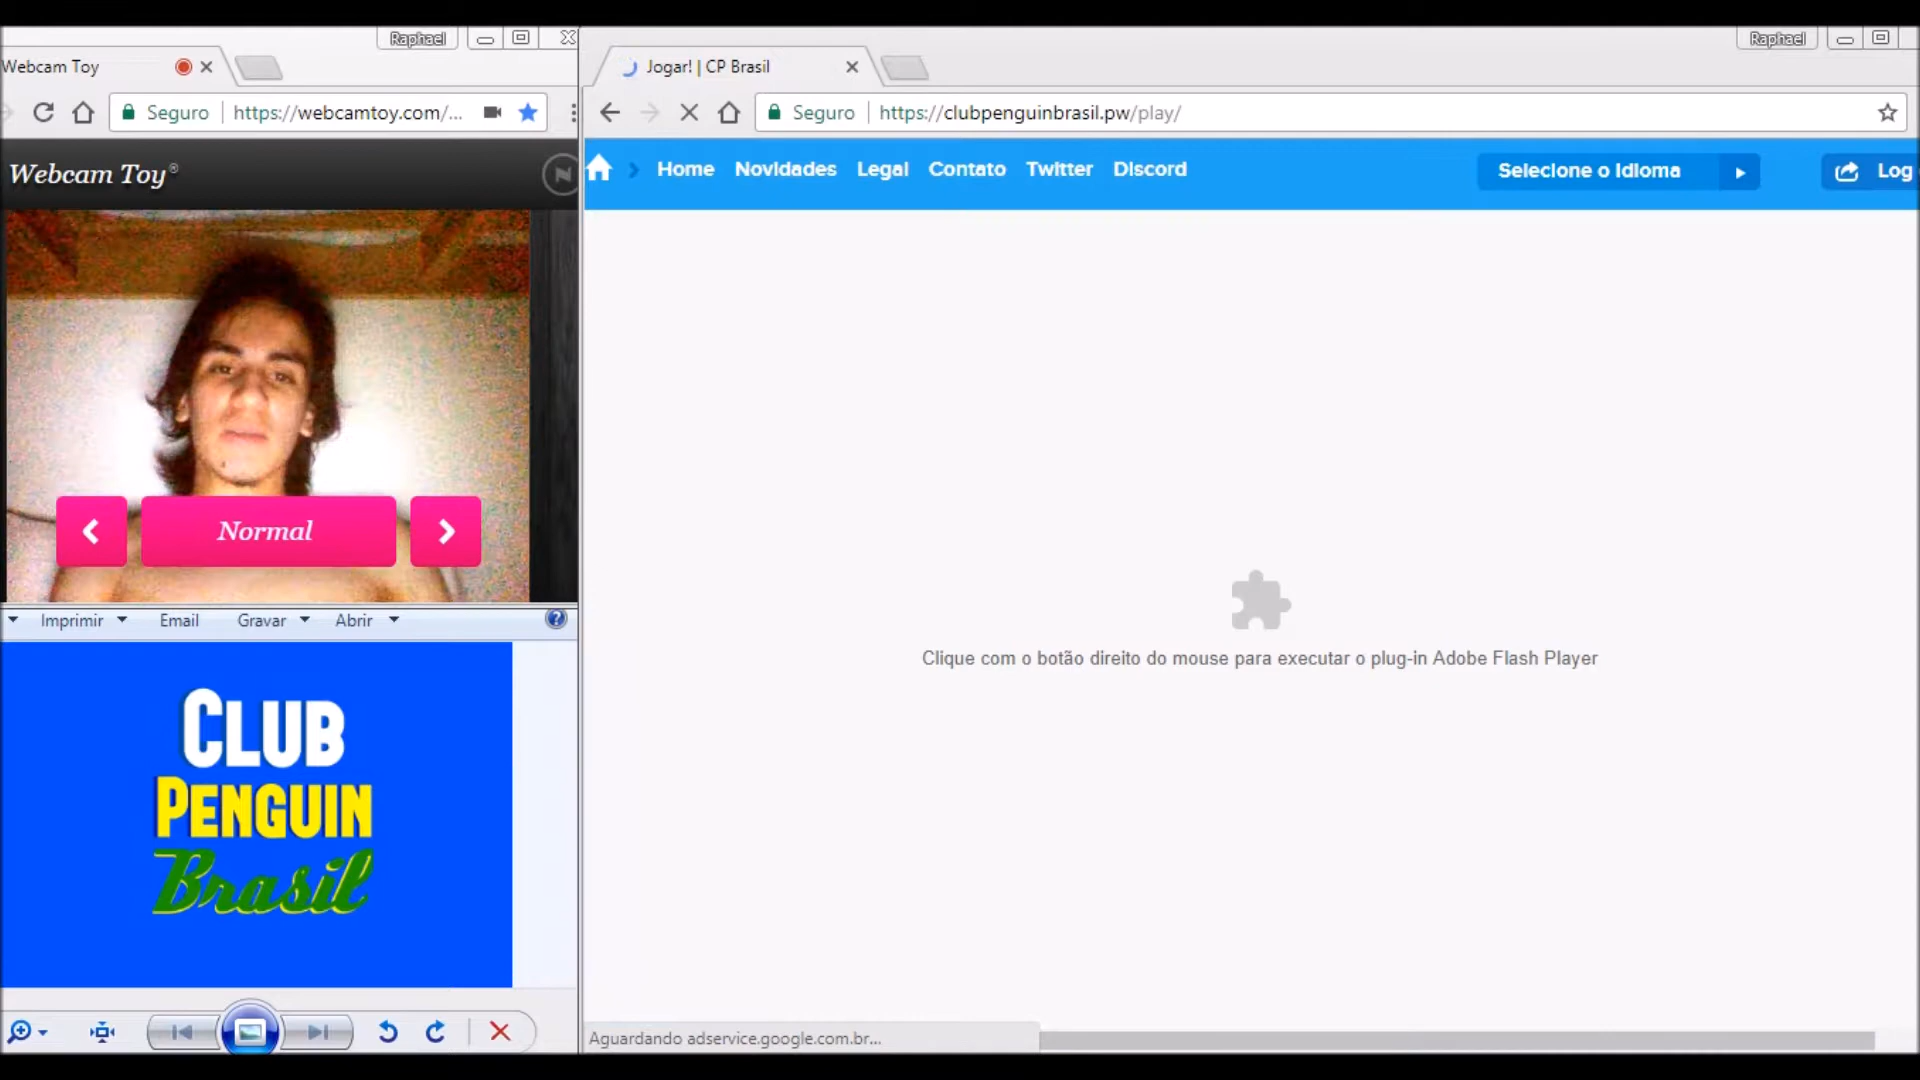 Raphael
Webcam Toy
Seguro
https://webcamtoy.com/...
Webcam Toy®
Normal
Imprimir
Email
Gravar
Abrir
CLUB
PENGUIN
Brasil
Raphael
Jogar! | CP Brasil
Seguro
https://clubpenguinbrasil.pw/play/
Home
Novidades
Legal
Contato
Twitter
Discord
Selecione o Idioma
Log
Clique com o botão direito do mouse para executar o plug-in Adobe Flash Player
Aguardando adservice.google.com.br...